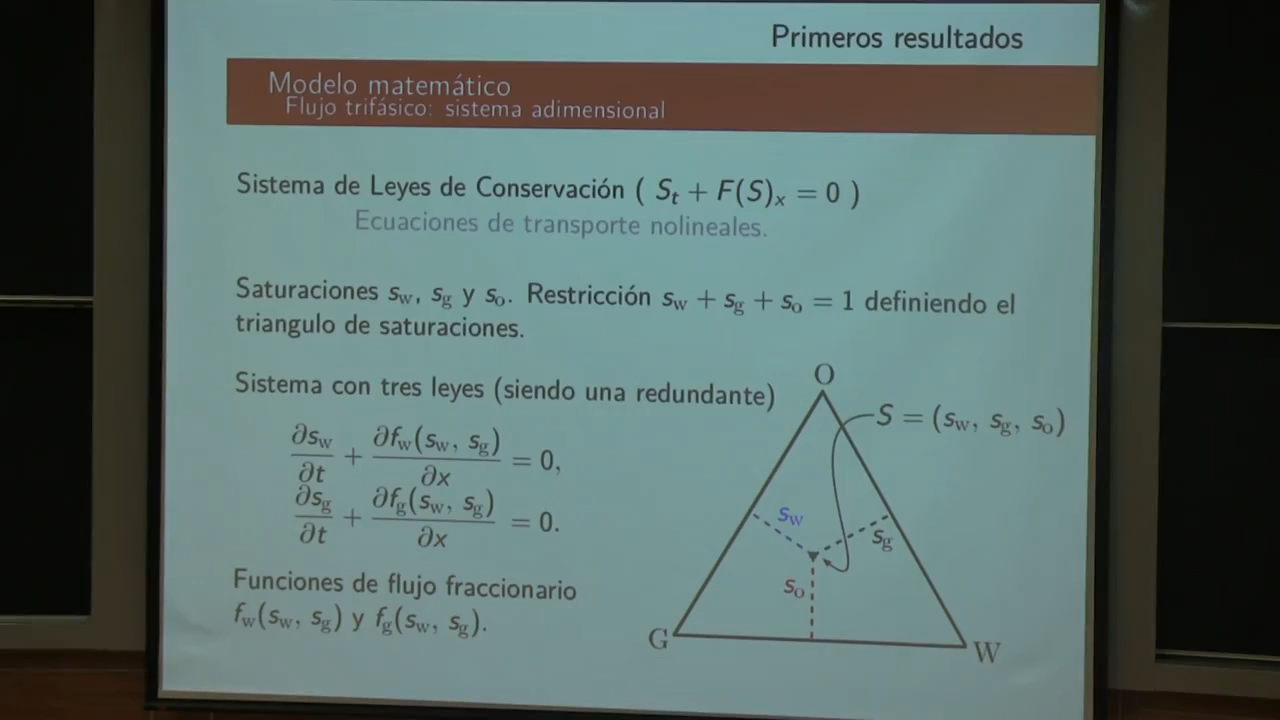 Primeros resultados
Modelo matemático
Flujo trifásico: sistema adimensional
Sistema de Leyes de Conservación ( S_t + F(S)_x = 0 )
Ecuaciones de transporte nolineales.
Saturaciones s_w, s_g y s_o. Restricción s_w + s_g + s_o = 1 definiendo el
triangulo de saturaciones.
Sistema con tres leyes (siendo una redundante)
∂s_w/∂t + ∂f_w(s_w, s_g)/∂x = 0,
∂s_g/∂t + ∂f_g(s_w, s_g)/∂x = 0.
Funciones de flujo fraccionario
f_w(s_w, s_g) y f_g(s_w, s_g).
O
S = (s_w, s_g, s_o)
s_w
s_g
s_o
G
W